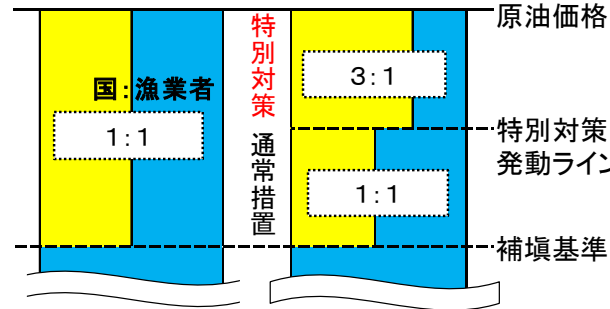 原油価格
特別対策
国：漁業者
3：1
1：1
特別対策
発動ライン
通常措置
1：1
補塡基準